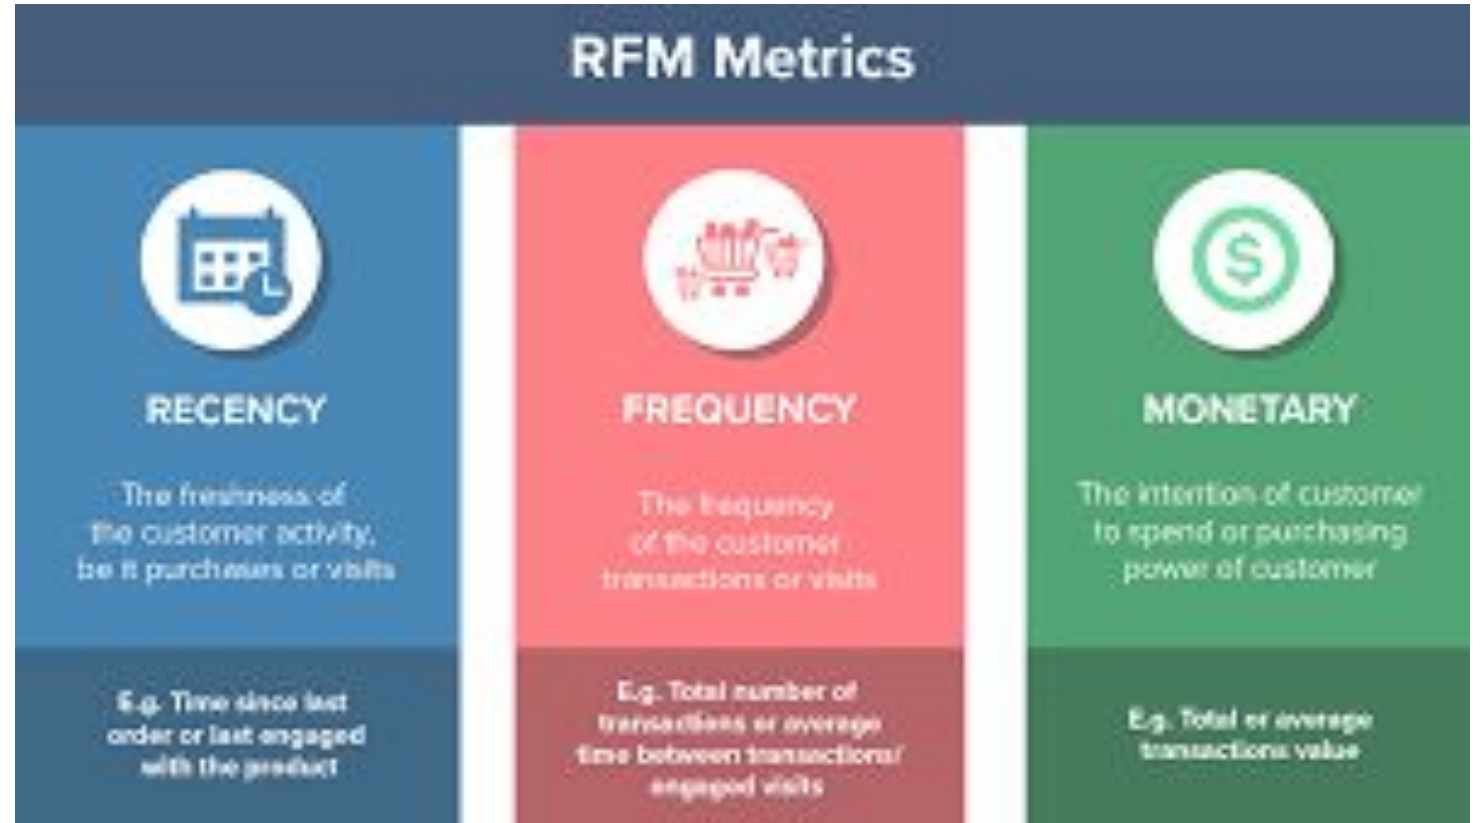 RFM Metrics
RECENCY
The freshness of
the customer activity,
be it purchases or visits
E.g. Time since last
order or last engaged
with the product
FREQUENCY
The frequency
of the customer
transactions or visits
E.g. Total number of
transactions or average
time between transactions/
engaged visits
MONETARY
The intention of customer
to spend or purchasing
power of customer
E.g. Total or average
transactions value